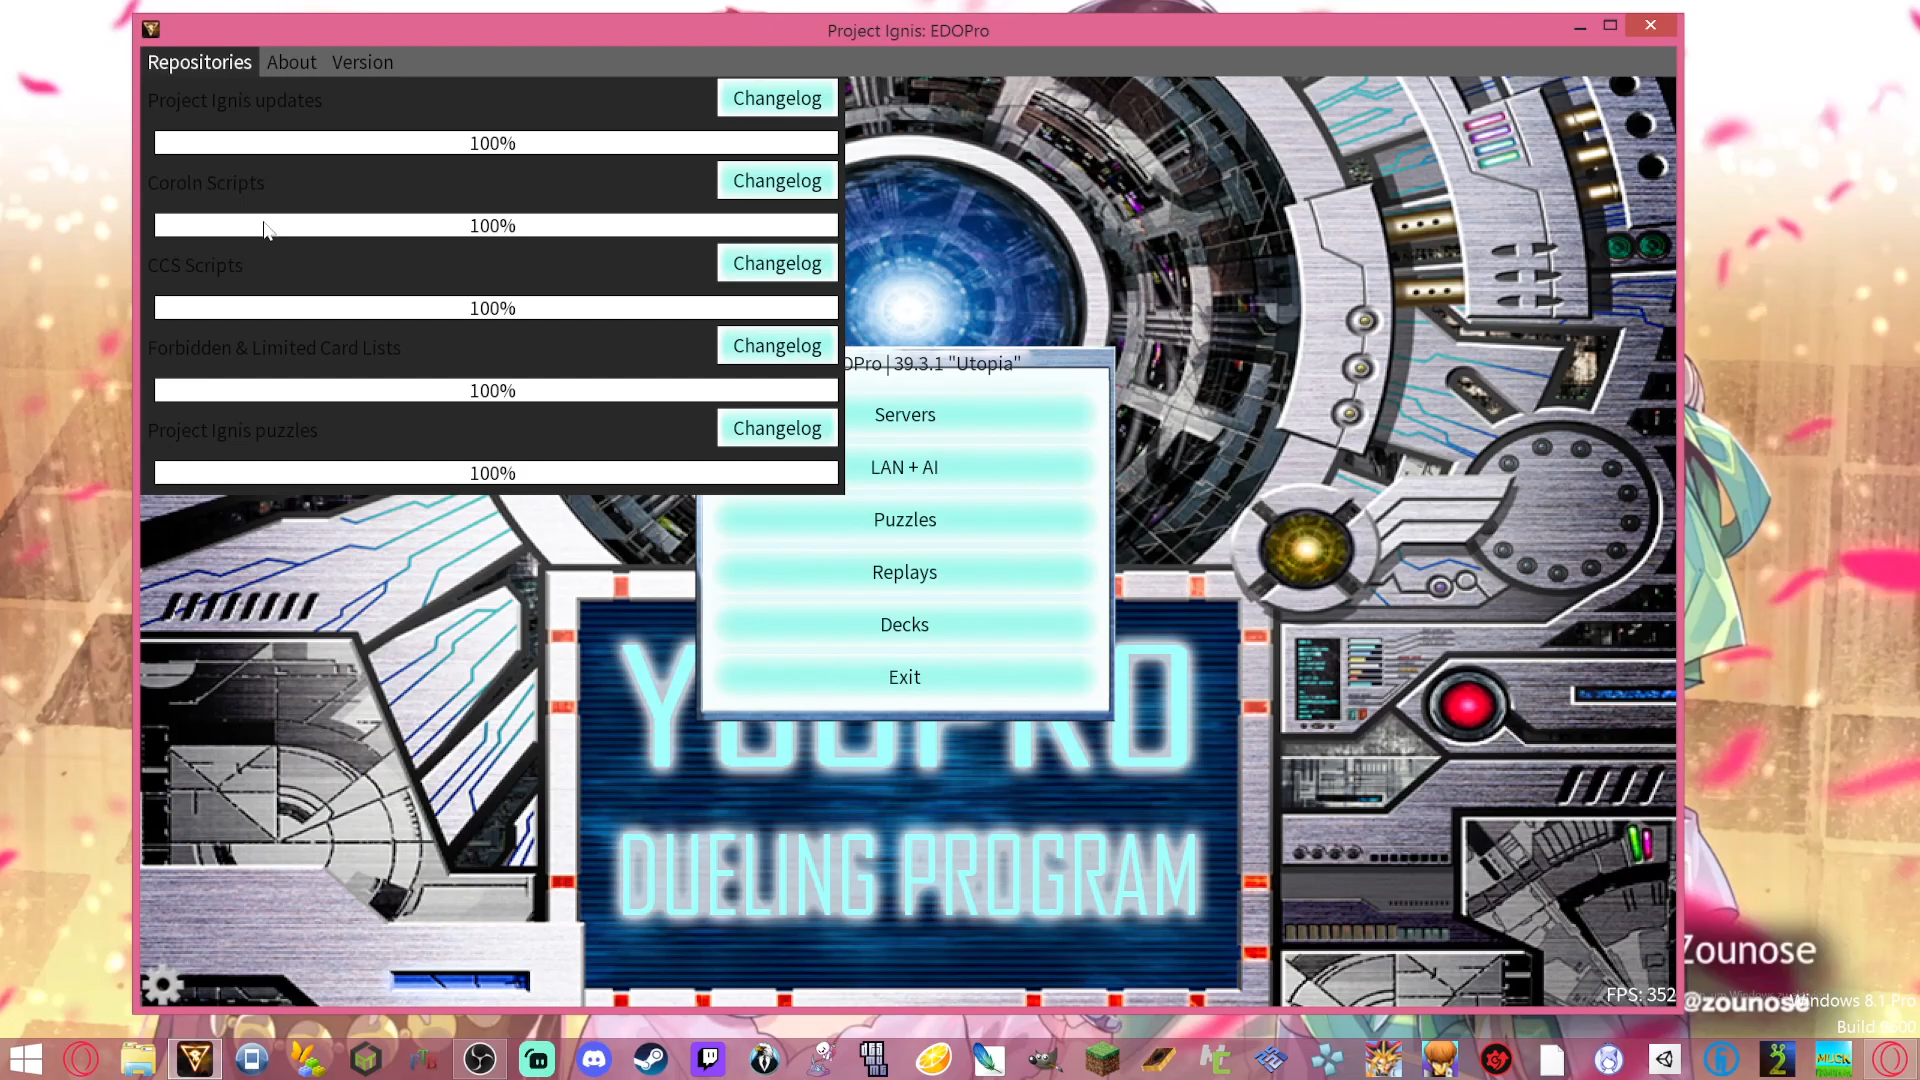 Project Ignis: EDOPro
Repositories About Version
Project Ignis updates
Changelog
100%
Coroln Scripts
Changelog
100%
CCS Scripts
Changelog
100%
Forbidden & Limited Card Lists
Changelog
100%
Project Ignis puzzles
Changelog
100%
OPro | 39.3.1 "Utopia"
Servers
LAN + AI
Puzzles
Replays
Decks
Exit
DUELING PROGRAM
FPS: 352
Zounose
@zounose
Windows 8.1 Pro
Build